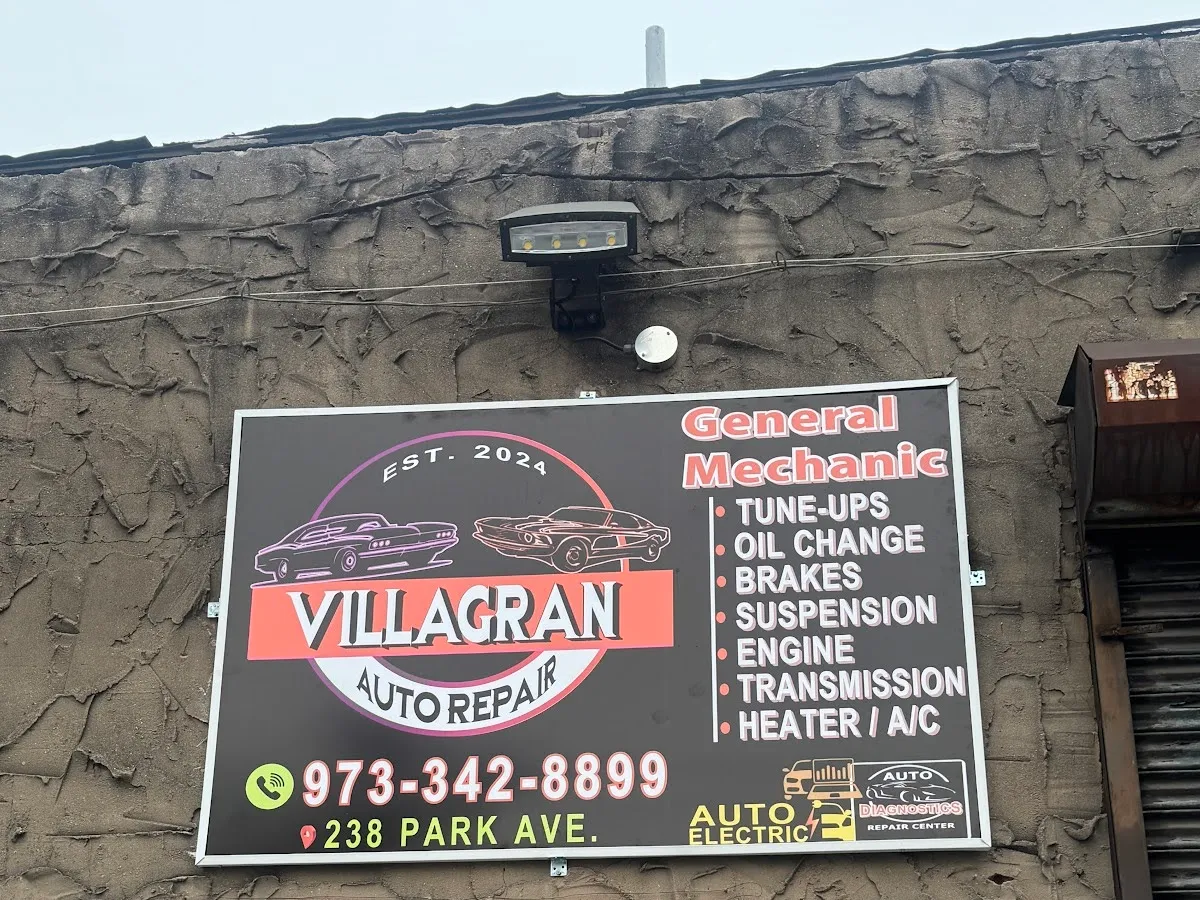 EST. 2024
VILLAGRAN
AUTO REPAIR
973-342-8899
238 PARK AVE.
General
Mechanic
• TUNE-UPS
• OIL CHANGE
• BRAKES
• SUSPENSION
• ENGINE
• TRANSMISSION
• HEATER / A/C
AUTO
ELECTRIC
AUTO
DIAGNOSTICS
REPAIR CENTER